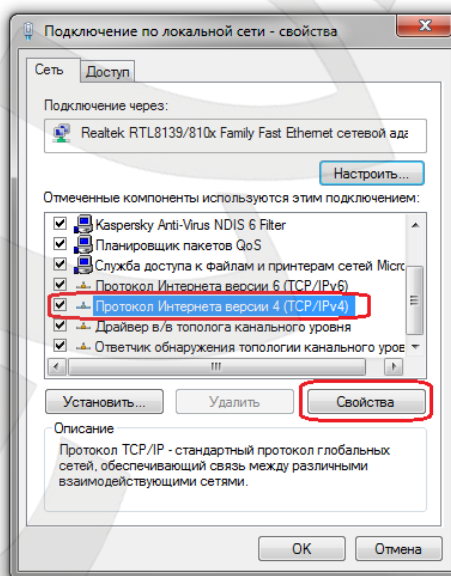 Подключение по локальной сети - свойства
Сеть Доступ
Подключение через:
Realtek RTL8139/810x Family Fast Ethernet сетевой ада
Настроить...
Отмеченные компоненты используются этим подключением:
Kaspersky Anti-Virus NDIS 6 Filter
Планировщик пакетов QoS
Служба доступа к файлам и принтерам сетей Micro
Протокол Интернета версии 6 (TCP/IPv6)
Протокол Интернета версии 4 (TCP/IPv4)
Драйвер в/в тополога канального уровня
Ответчик обнаружения топологии канального уров
Установить... Удалить Свойства
Описание
Протокол TCP/IP - стандартный протокол глобальных
сетей, обеспечивающий связь между различными
взаимодействующими сетями.
OK Отмена